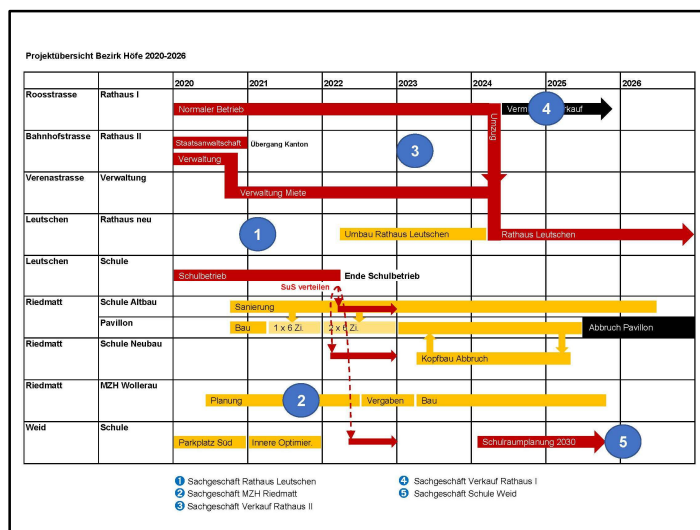 Projektübersicht Bezirk Höfe 2020-2026
2020 2021 2022 2023 2024 2025 2026
Roosstrasse Rathaus I
Normaler Betrieb Umzug 4
Bahnhofstrasse Rathaus II
Staatsanwaltschaft Übergang Kanton 3
Verwaltung
Verenastrasse Verwaltung
Verwaltung Miete
Leutschen Rathaus neu
1 Umbau Rathaus Leutschen Rathaus Leutschen
Leutschen Schule
Schulbetrieb Ende Schulbetrieb
SuS verteilen
Riedmatt Schule Altbau
Sanierung
Pavillon Bau 1 x 6 Zi. 2 x 6 Zi. Abbruch Pavillon
Riedmatt Schule Neubau
Kopfbau Abbruch
Riedmatt MZH Wollerau
Planung 2 Vergaben Bau
Weid Schule
Parkplatz Süd Innere Optimier. Schulraumplanung 2030 5
1 Sachgeschäft Rathaus Leutschen
2 Sachgeschäft MZH Riedmatt
3 Sachgeschäft Verkauf Rathaus II
4 Sachgeschäft Verkauf Rathaus I
5 Sachgeschäft Schule Weid